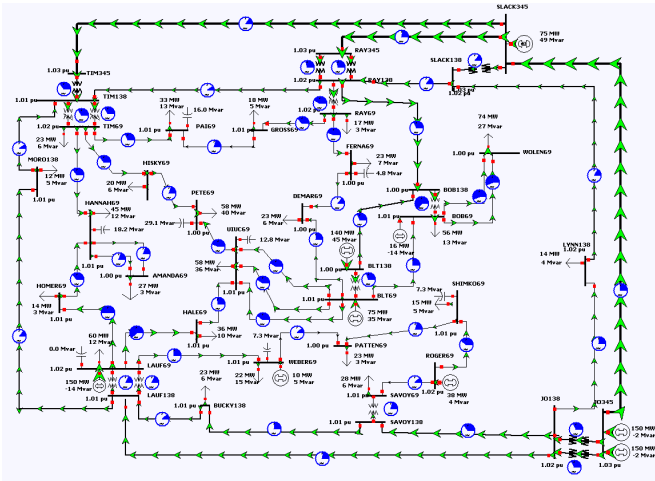 SLACK345
75 MW
49 Mvar
1.02 pu
RAY345
SLACK138
1.02 pu
1.03 pu
TIM345
1.02 pu
RAY138
1.01 pu
TIM138
33 MW
13 Mvar
16.0 Mvar
18 MW
5 Mvar
1.02 pu
TIM69
1.01 pu
PAI69
1.01 pu
GROSS69
1.02 pu
RAY69
17 MW
3 Mvar
74 MW
27 Mvar
23 MW
6 Mvar
MORO138
12 MW
5 Mvar
1.01 pu
HISKY69
20 MW
6 Mvar
FERNA69
23 MW
7 Mvar
4.8 Mvar
1.00 pu
1.00 pu
WOLEN69
PETE69
58 MW
40 Mvar
1.00 pu
BOB138
HANNAH69
45 MW
12 Mvar
29.1 Mvar
1.00 pu
DEMAR69
23 MW
6 Mvar
1.00 pu
1.01 pu
BOB69
56 MW
13 Mvar
16 MW
-14 Mvar
18.2 Mvar
UIUC69
12.8 Mvar
140 MW
45 Mvar
LYNN138
14 MW
4 Mvar
1.01 pu
1.01 pu
58 MW
36 Mvar
1.00 pu
BLT138
1.00 pu
AMANDA69
27 MW
3 Mvar
HOMER69
14 MW
3 Mvar
1.01 pu
1.01 pu
BLT69
75 MW
35 Mvar
1.00 pu
SHIMKO69
7.3 Mvar
15 MW
5 Mvar
1.01 pu
HALE69
36 MW
10 Mvar
1.01 pu
60 MW
12 Mvar
0.0 Mvar
7.3 Mvar
PATTEN69
23 MW
3 Mvar
1.01 pu
1.02 pu
LAUF69
150 MW
-14 Mvar
1.01 pu
WEBER69
22 MW
15 Mvar
10 MW
5 Mvar
ROGER69
38 MW
4 Mvar
1.02 pu
23 MW
6 Mvar
28 MW
6 Mvar
1.01 pu
SAVOY69
1.01 pu
LAUF138
BUCKY138
1.01 pu
1.01 pu
SAVOY138
JO138
JO345
150 MW
-2 Mvar
150 MW
-2 Mvar
1.02 pu
1.03 pu